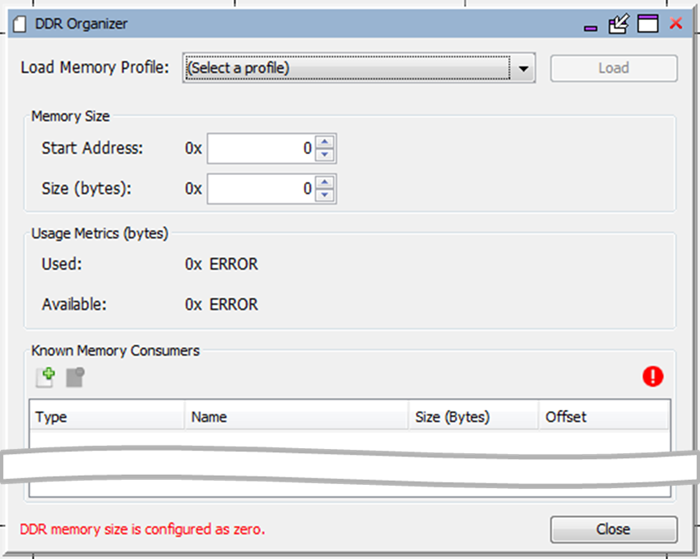 DDR Organizer
Load Memory Profile: (Select a profile) Load
Memory Size
Start Address: 0x 0
Size (bytes): 0x 0
Usage Metrics (bytes)
Used: 0x ERROR
Available: 0x ERROR
Known Memory Consumers
Type Name Size (Bytes) Offset
DDR memory size is configured as zero. Close